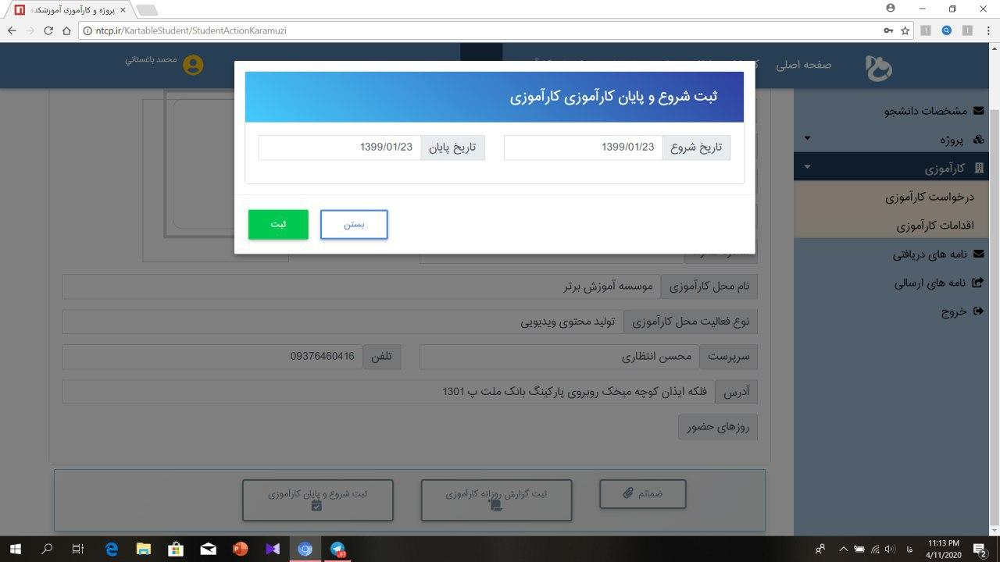 پروژه و کارآموزی آموزشکده
ntcp.ir/KartableStudent/StudentActionKaramuzi
صفحه اصلی
محمد باغستاني
مشخصات دانشجو
پروژه
کارآموزی
درخواست کارآموزی
اقدامات کارآموزی
نامه های دریافتی
نامه های ارسالی
خروج
ثبت شروع و پایان کارآموزی کارآموزی
تاریخ شروع 1399/01/23 تاریخ پایان 1399/01/23
بستن ثبت
نام محل کارآموزی موسسه آموزش برتر
نوع فعالیت محل کارآموزی تولید محتوی ویدیویی
سرپرست محسن انتظاری تلفن 09376460416
آدرس فلکه ایذان کوچه میخک روبروی پارکینگ بانک ملت پ 1301
روزهای حضور
ضمائم ثبت گزارش روزانه کارآموزی ثبت شروع و پایان کارآموزی
87
فا
11:13 PM
4/11/2020
2